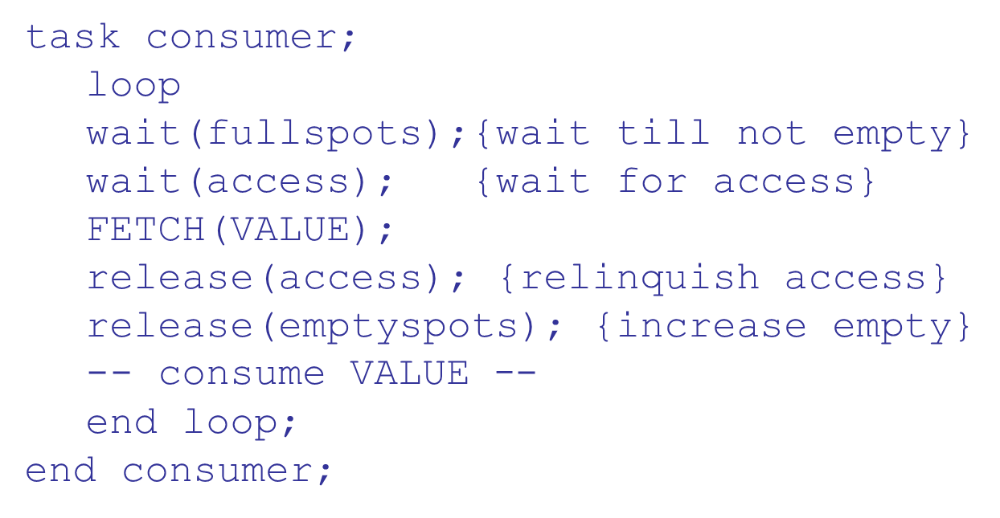 task consumer;
loop
wait(fullspots);{wait till not empty}
wait(access); {wait for access}
FETCH(VALUE);
release(access); {relinquish access}
release(emptyspots); {increase empty}
-- consume VALUE --
end loop;
end consumer;